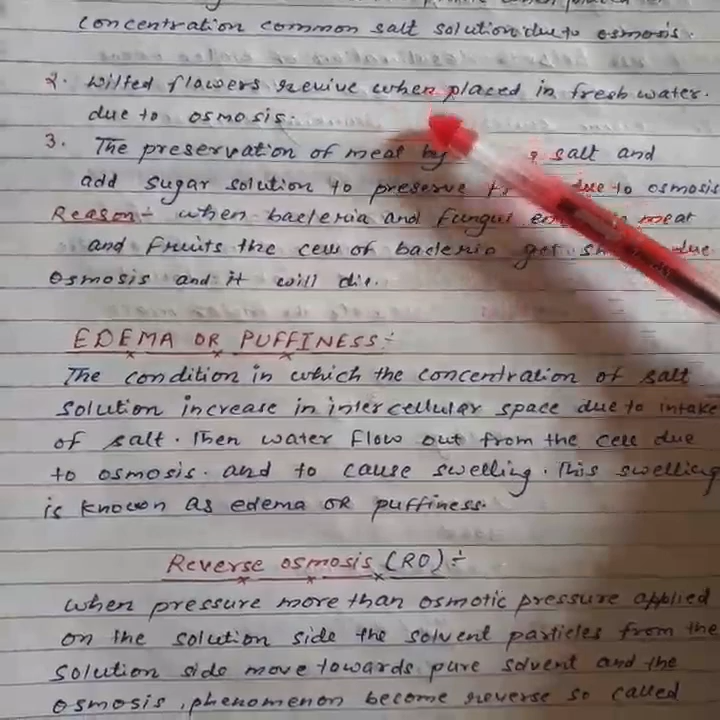 concentration common salt solution due to osmosis.
2. Wilted flowers revive when placed in fresh water.
due to osmosis.
3. The preservation of meat by salt and
add sugar solution to preserve due to osmosis
Reason- when bacteria and fungus meat
and fruits the cell of bacteria get due
osmosis and it will die.
EDEMA OR PUFFINESS:-
The condition in which the concentration of salt
solution increase in intercellular space due to intake
of salt. Then water flow out from the cell due
to osmosis. and to cause swelling. This swelling
is known as edema OR puffiness.
Reverse osmosis (RO):-
when pressure more than osmotic pressure applied
on the solution side the solvent particles from the
solution side move towards pure solvent and the
osmosis, phenomenon become reverse so called